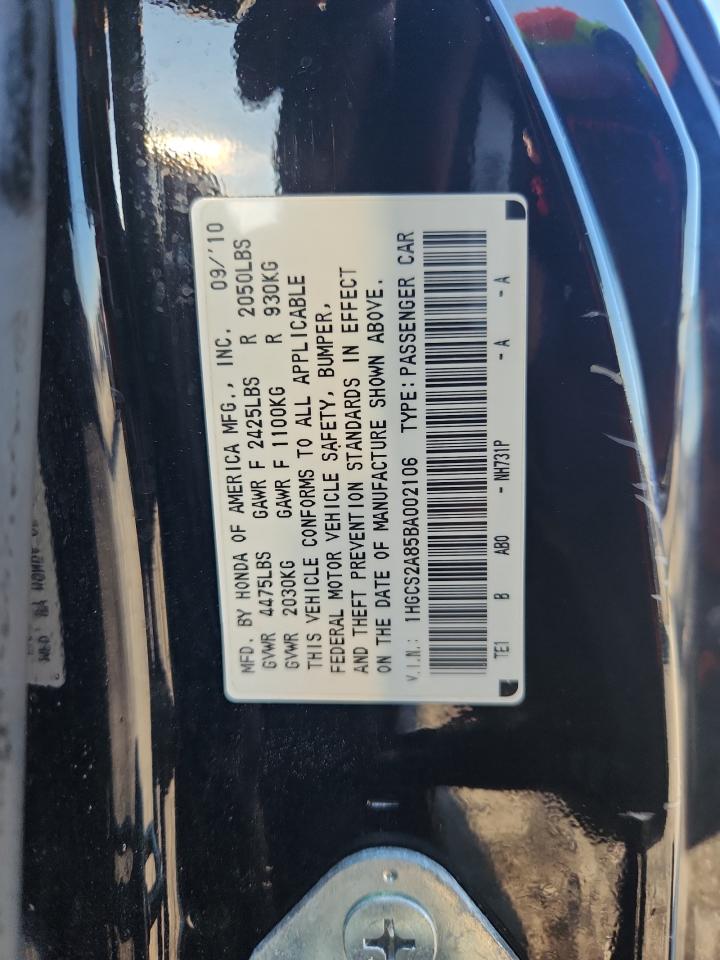 MFD. BY HONDA OF AMERICA MFG., INC. 09/'10
GVWR 4475LBS GAWR F 2425LBS R 2050LBS
GVWR 2030KG GAWR F 1100KG R 930KG
THIS VEHICLE CONFORMS TO ALL APPLICABLE
FEDERAL MOTOR VEHICLE SAFETY, BUMPER,
AND THEFT PREVENTION STANDARDS IN EFFECT
ON THE DATE OF MANUFACTURE SHOWN ABOVE.
V.I.N.: 1HGCS2A85BA002106 TYPE: PASSENGER CAR
TE1 B AB0 - NH731P - A - A